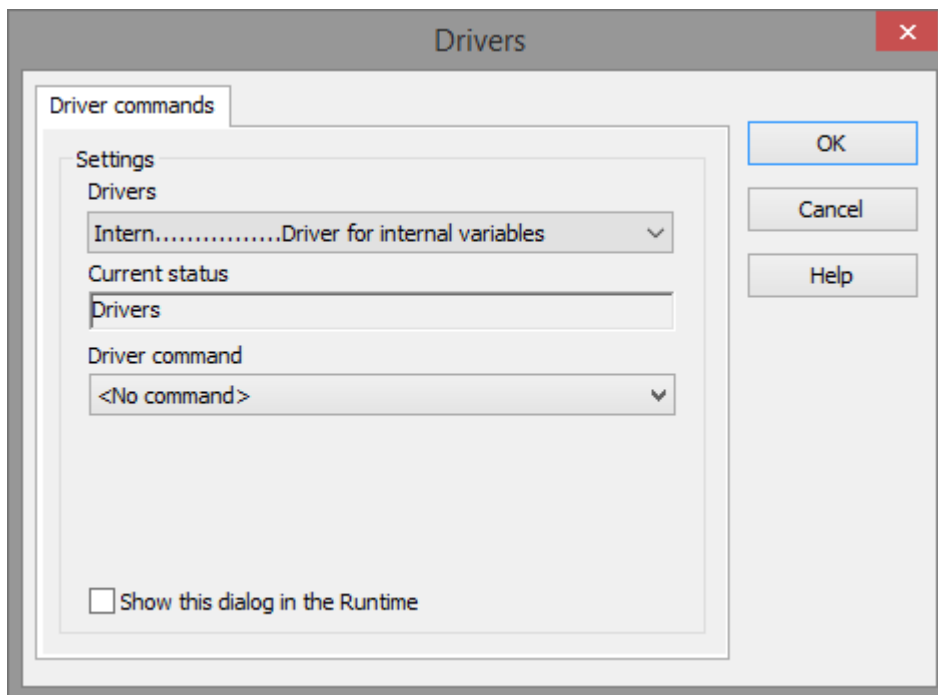 Drivers
Driver commands
Settings
Drivers
Intern................Driver for internal variables
Current status
Drivers
Driver command
<No command>
Show this dialog in the Runtime
OK
Cancel
Help